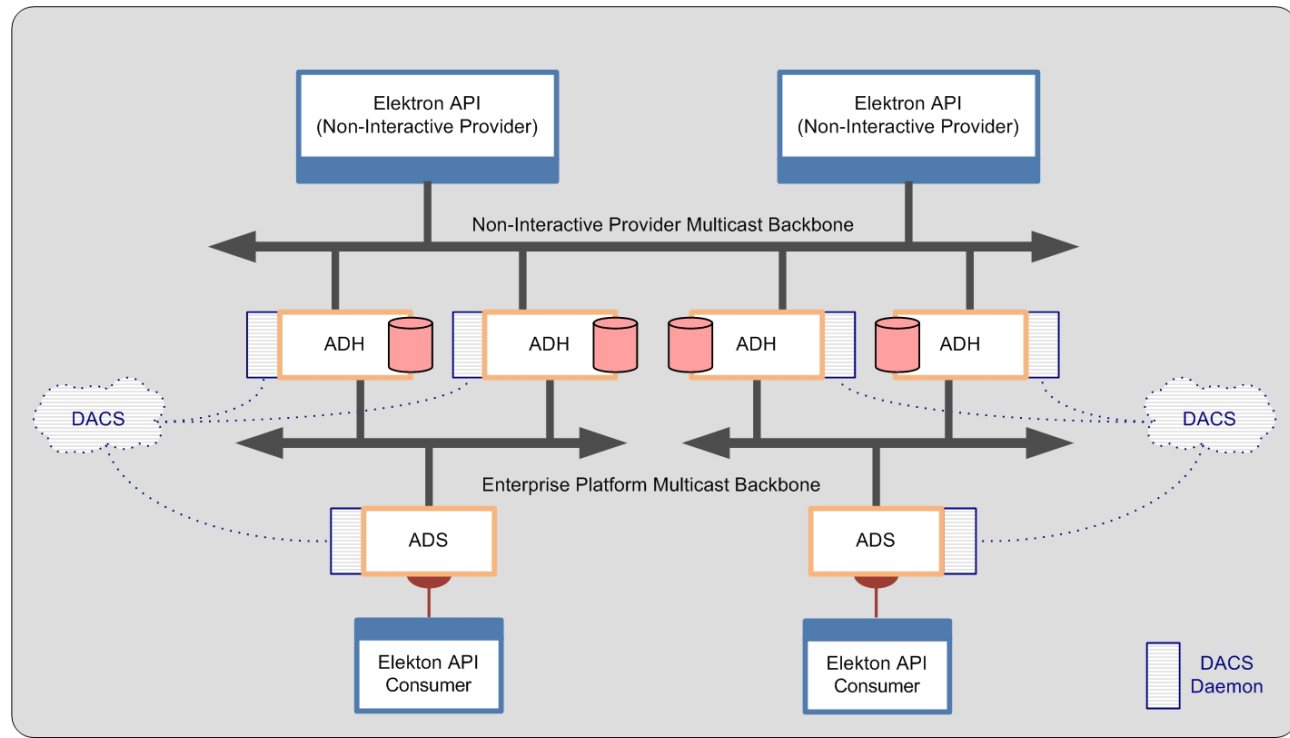 Elektron API
(Non-Interactive Provider)
Elektron API
(Non-Interactive Provider)
Non-Interactive Provider Multicast Backbone
ADH
ADH
ADH
ADH
DACS
DACS
Enterprise Platform Multicast Backbone
ADS
ADS
Elekton API
Consumer
Elekton API
Consumer
DACS
Daemon